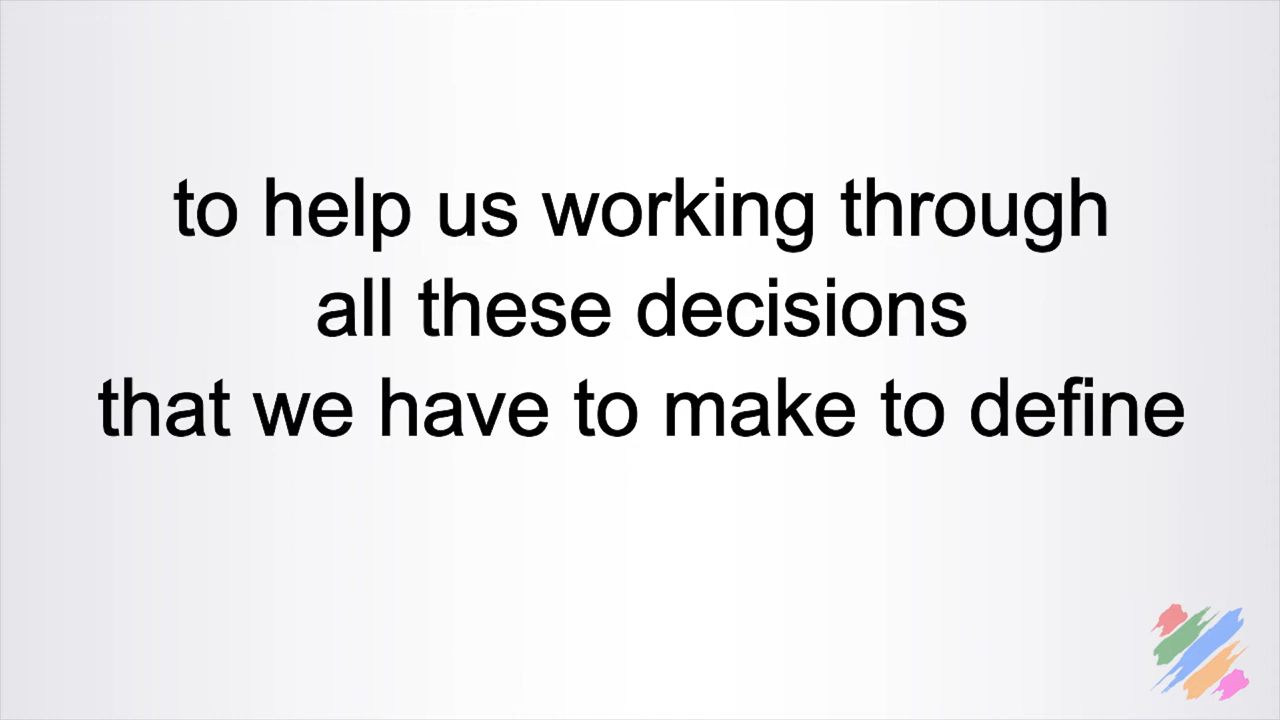 to help us working through
all these decisions
that we have to make to define